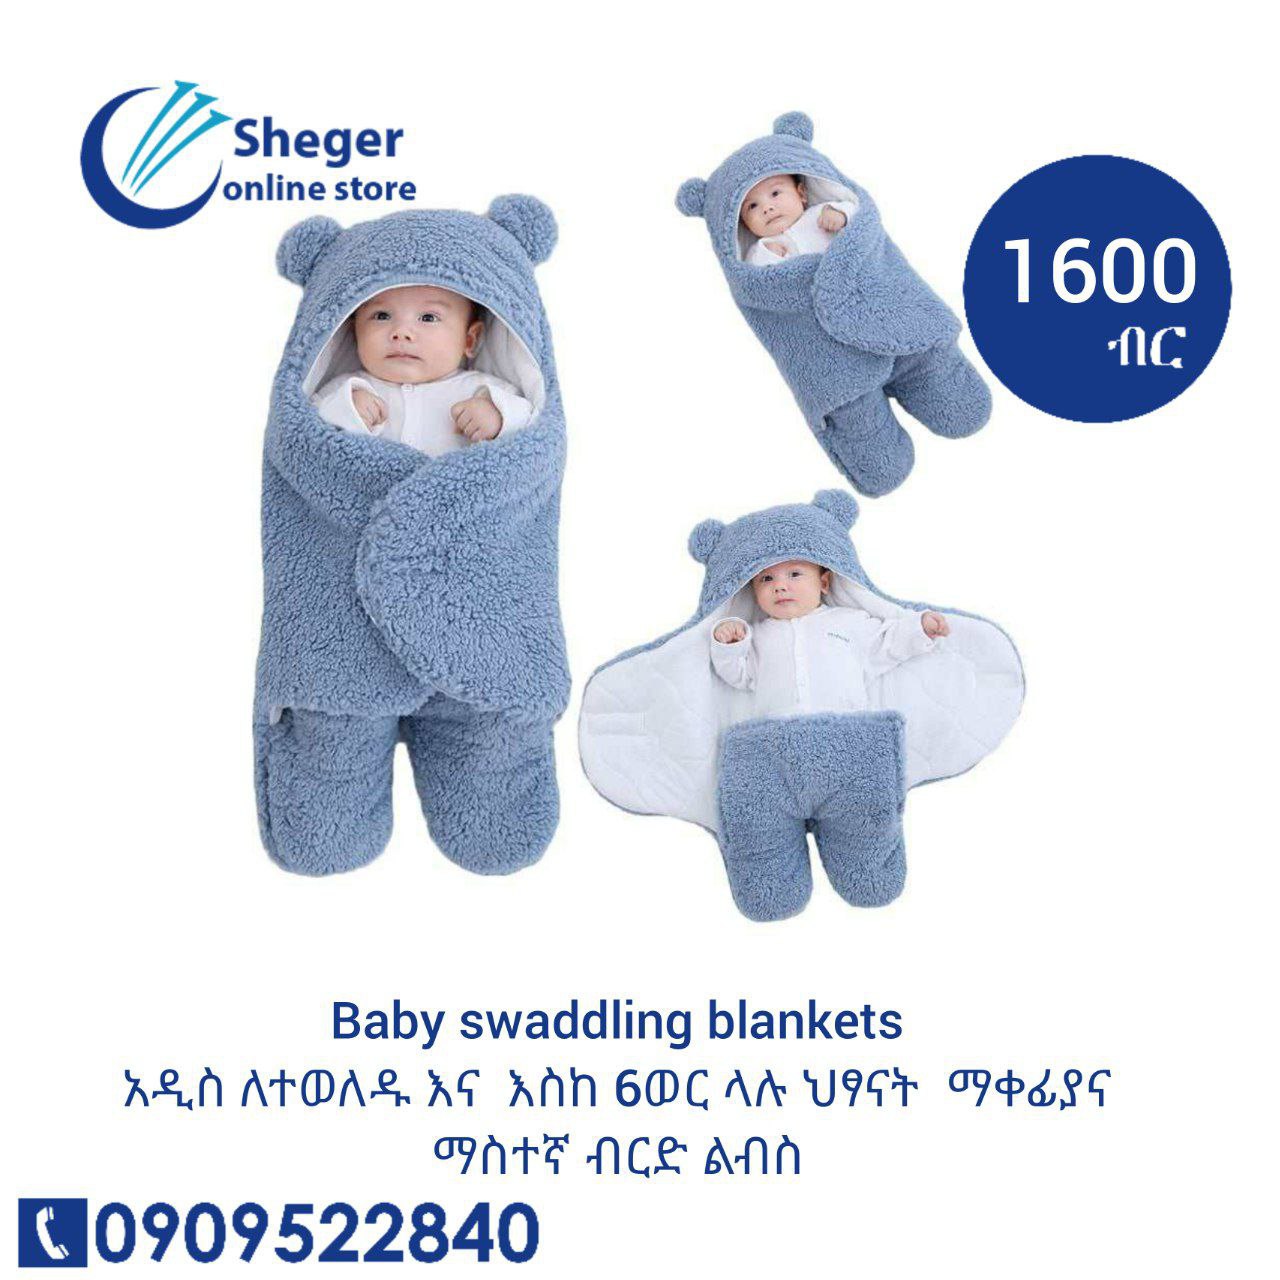 Sheger
online store
1600
ብር
Baby swaddling blankets
አዲስ ለተወለዱ እና እስከ 6ወር ላሉ ህፃናት ማቀፊያና
ማስተኛ ብርድ ልብስ
0909522840